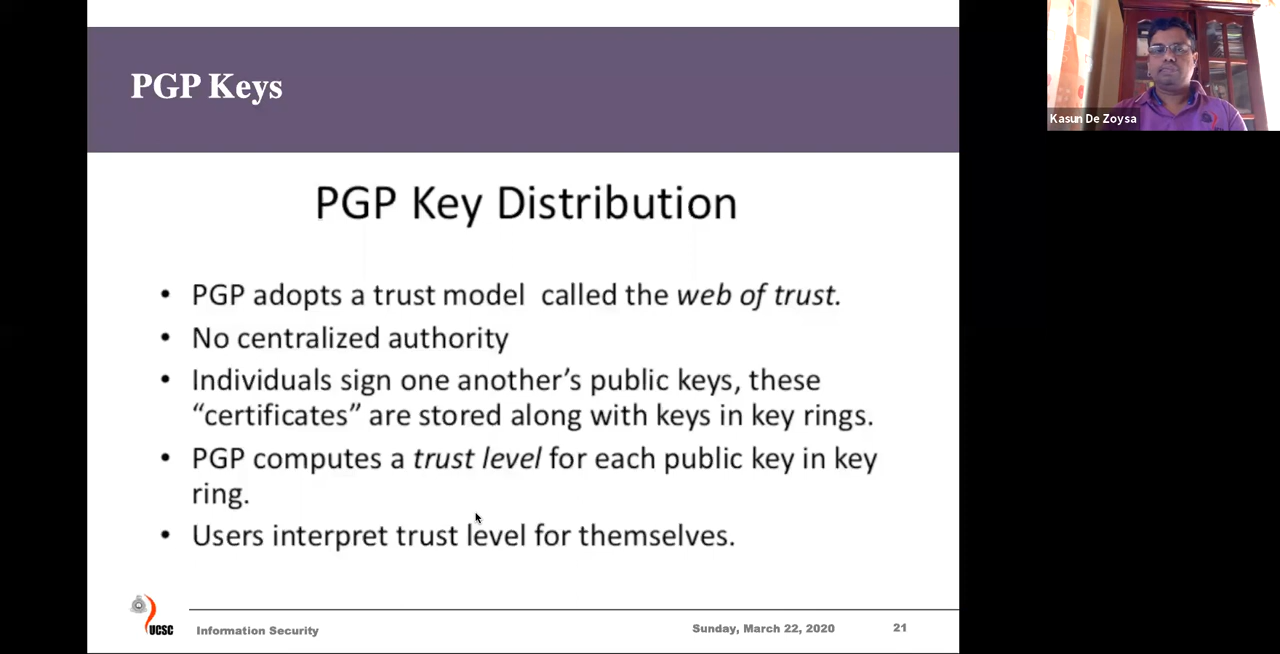 PGP Keys
Kasun De Zoysa
PGP Key Distribution
• PGP adopts a trust model called the web of trust.
• No centralized authority
• Individuals sign one another's public keys, these
“certificates” are stored along with keys in key rings.
• PGP computes a trust level for each public key in key
ring.
• Users interpret trust level for themselves.
UCSC
Information Security
Sunday, March 22, 2020
21